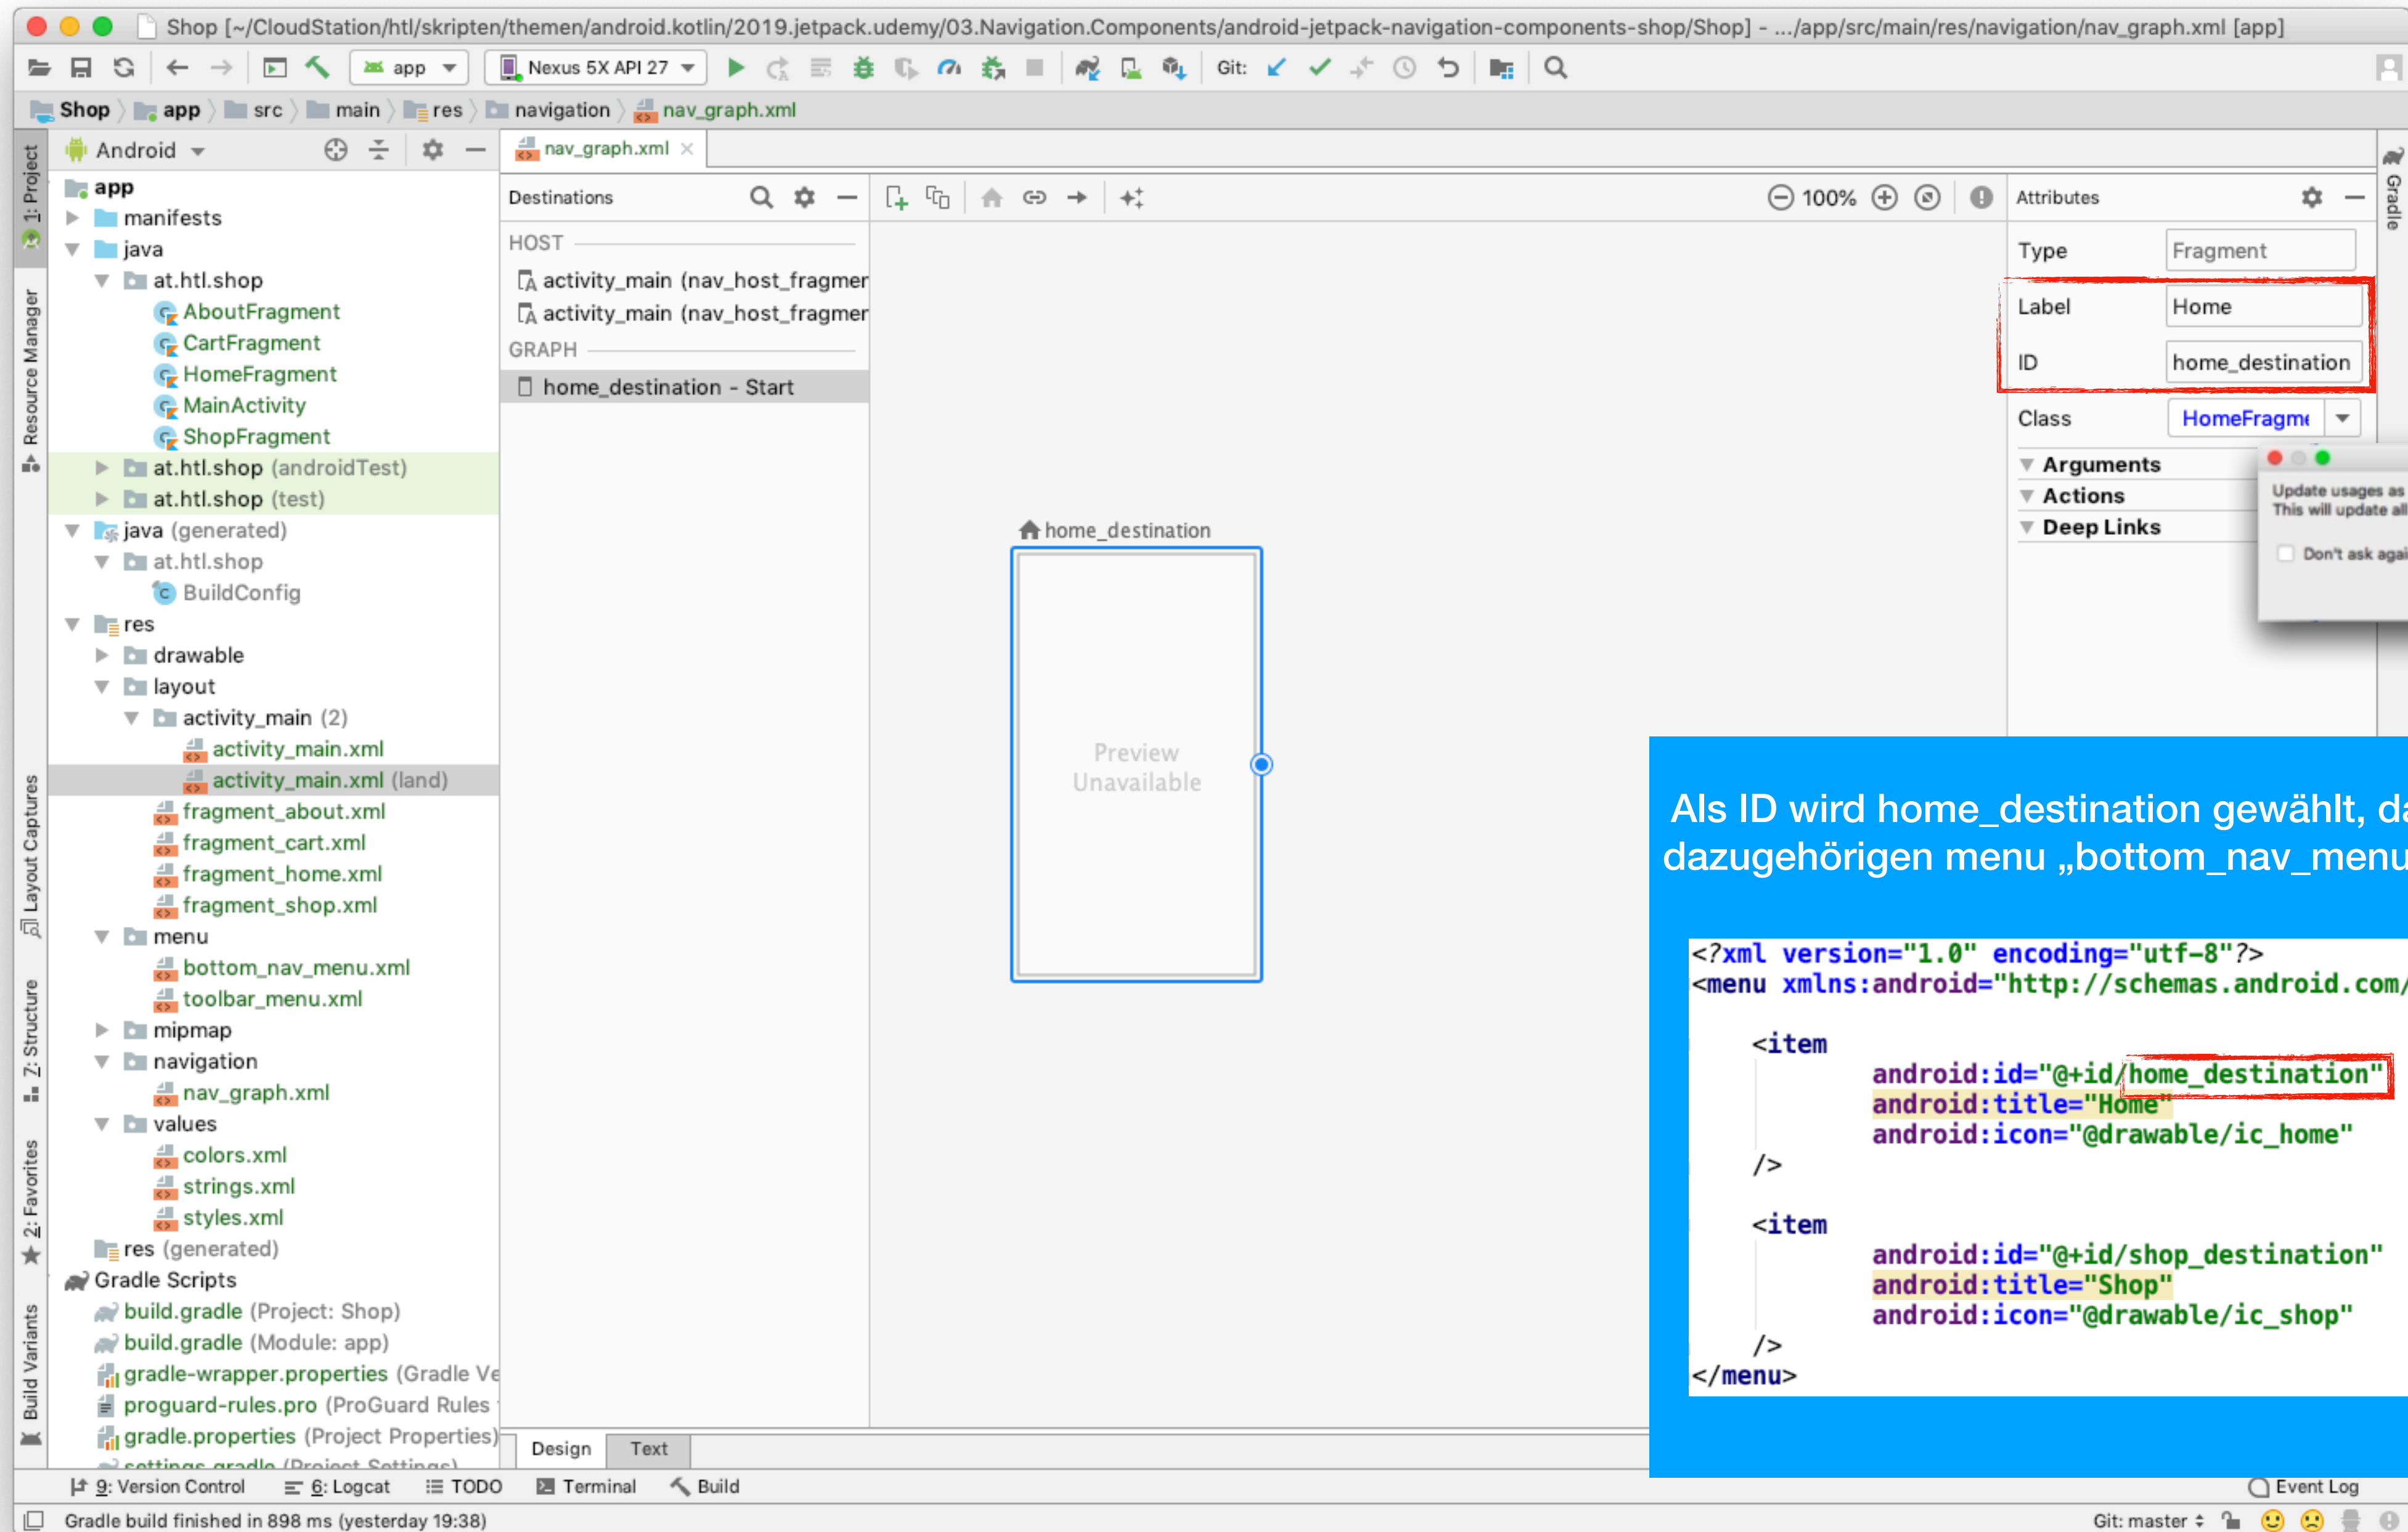 Shop [~/CloudStation/htl/skripten/themen/android.kotlin/2019.jetpack.udemy/03.Navigation.Components/android-jetpack-navigation-components-shop/Shop] - .../app/src/main/res/navigation/nav_graph.xml [app]
app
Nexus 5X API 27
Git:
Shop app src main res navigation nav_graph.xml
1: Project
Resource Manager
Layout Captures
7: Structure
2: Favorites
Build Variants
Android
app
manifests
java
at.htl.shop
AboutFragment
CartFragment
HomeFragment
MainActivity
ShopFragment
at.htl.shop (androidTest)
at.htl.shop (test)
java (generated)
at.htl.shop
BuildConfig
res
drawable
layout
activity_main (2)
activity_main.xml
activity_main.xml (land)
fragment_about.xml
fragment_cart.xml
fragment_home.xml
fragment_shop.xml
menu
bottom_nav_menu.xml
toolbar_menu.xml
mipmap
navigation
nav_graph.xml
values
colors.xml
strings.xml
styles.xml
res (generated)
Gradle Scripts
build.gradle (Project: Shop)
build.gradle (Module: app)
gradle-wrapper.properties (Gradle Ve
proguard-rules.pro (ProGuard Rules
gradle.properties (Project Properties)
settings.gradle (Project Settings)
nav_graph.xml
Destinations
HOST
activity_main (nav_host_fragmer
activity_main (nav_host_fragmer
GRAPH
home_destination - Start
100%
home_destination
Preview
Unavailable
Design Text
Attributes
Type Fragment
Label Home
ID home_destination
Class HomeFragme
Arguments
Actions
Deep Links
Gradle
Update usages as
This will update all
Don't ask agai
Als ID wird home_destination gewählt, da
dazugehörigen menu „bottom_nav_menu
<?xml version="1.0" encoding="utf-8"?>
<menu xmlns:android="http://schemas.android.com/
<item
android:id="@+id/home_destination"
android:title="Home"
android:icon="@drawable/ic_home"
/>
<item
android:id="@+id/shop_destination"
android:title="Shop"
android:icon="@drawable/ic_shop"
/>
</menu>
9: Version Control 6: Logcat TODO Terminal Build Event Log
Gradle build finished in 898 ms (yesterday 19:38) Git: master